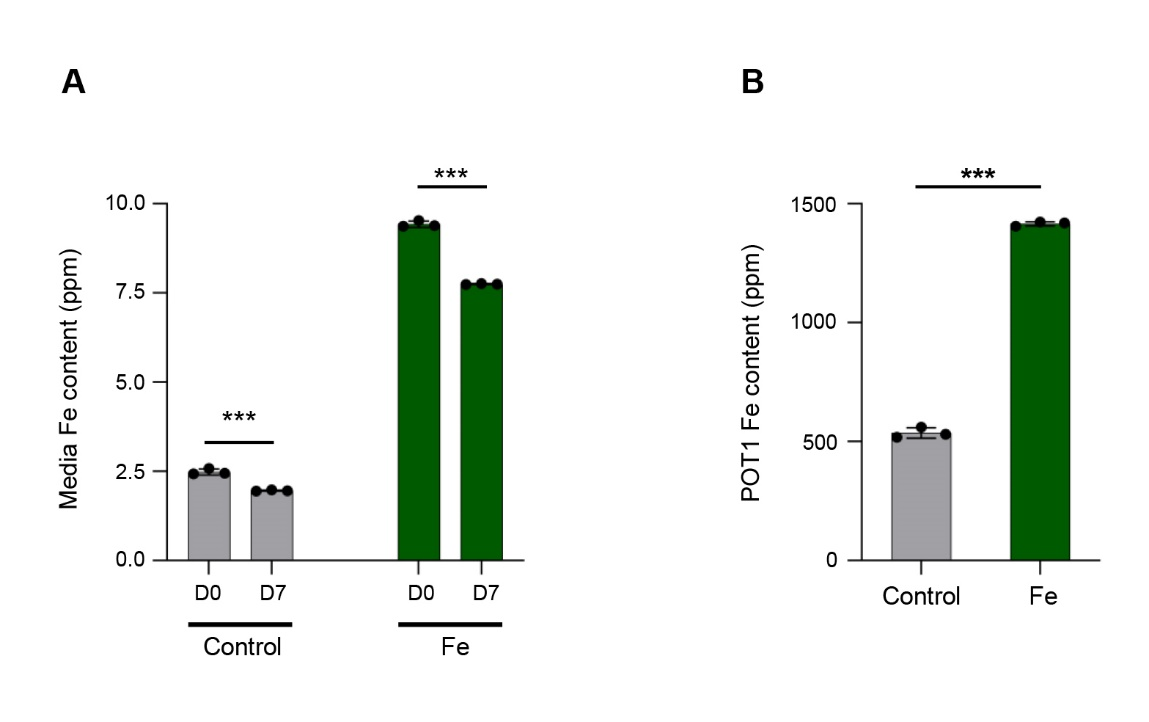 A
Media Fe content (ppm)
10.0
7.5
5.0
2.5
0.0
***
***
D0 D7 D0 D7
Control Fe
B
POT1 Fe content (ppm)
1500
1000
500
0
***
Control Fe